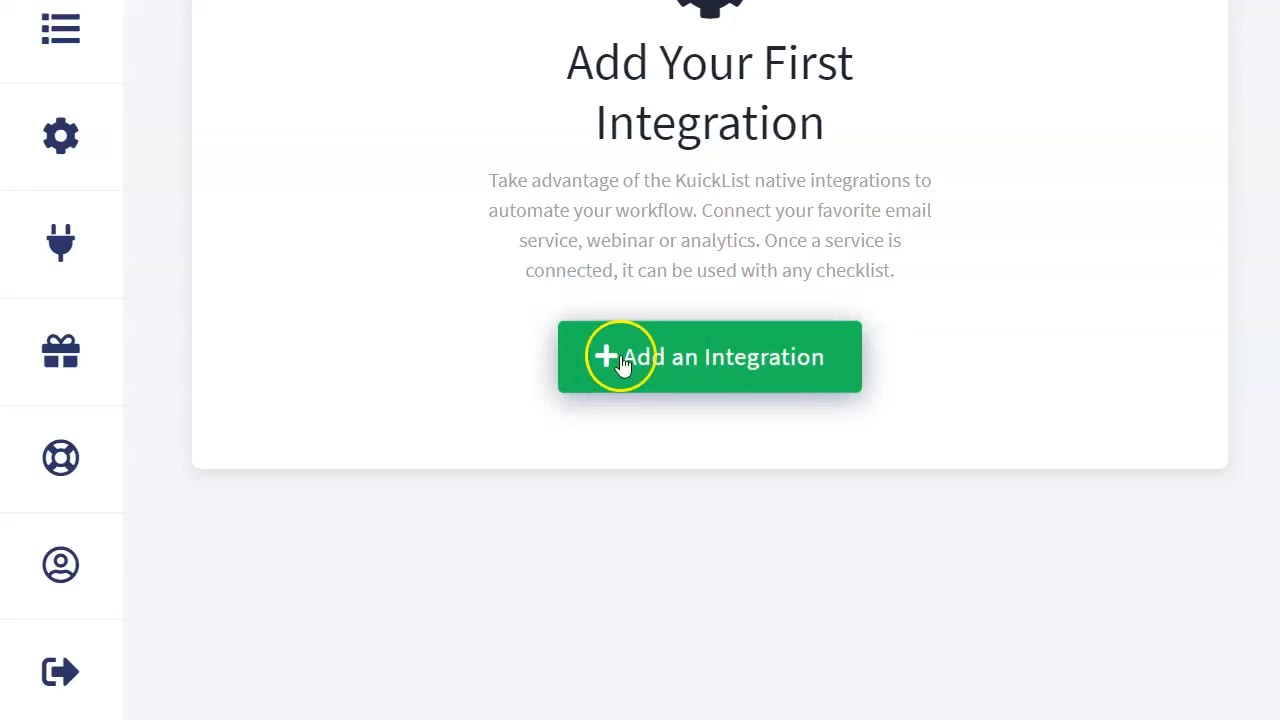 Add Your First
Integration
Take advantage of the KuickList native integrations to
automate your workflow. Connect your favorite email
service, webinar or analytics. Once a service is
connected, it can be used with any checklist.
Add an Integration